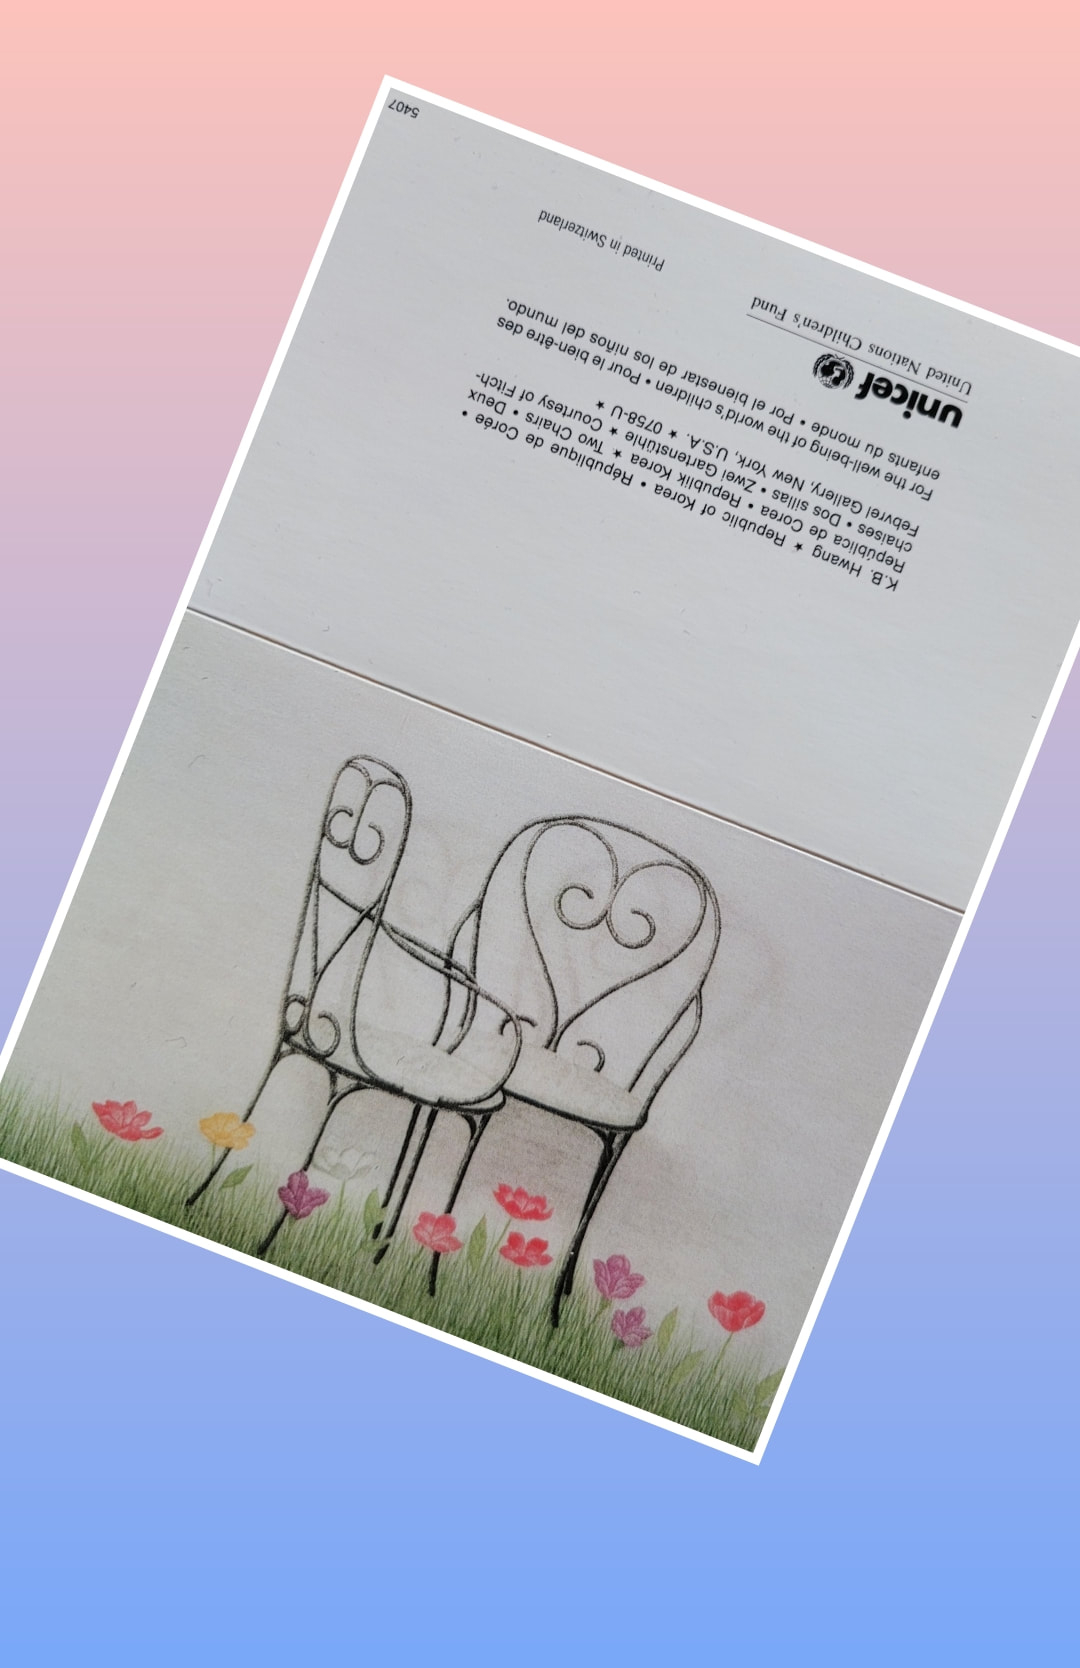 K.B. Hwang ★ Republic of Korea • République de Corée •
República de Corea • Republik Korea ★ Two Chairs • Deux
chaises • Dos sillas • Zwei Gartenstühle ★ Courtesy of Fitch-
Febvrel Gallery, New York, U.S.A. ★ 0758-U ★
For the well-being of the world's children • Pour le bien-être des
enfants du monde • Por el bienestar de los niños del mundo.
unicef
United Nations Children's Fund
Printed in Switzerland
5407